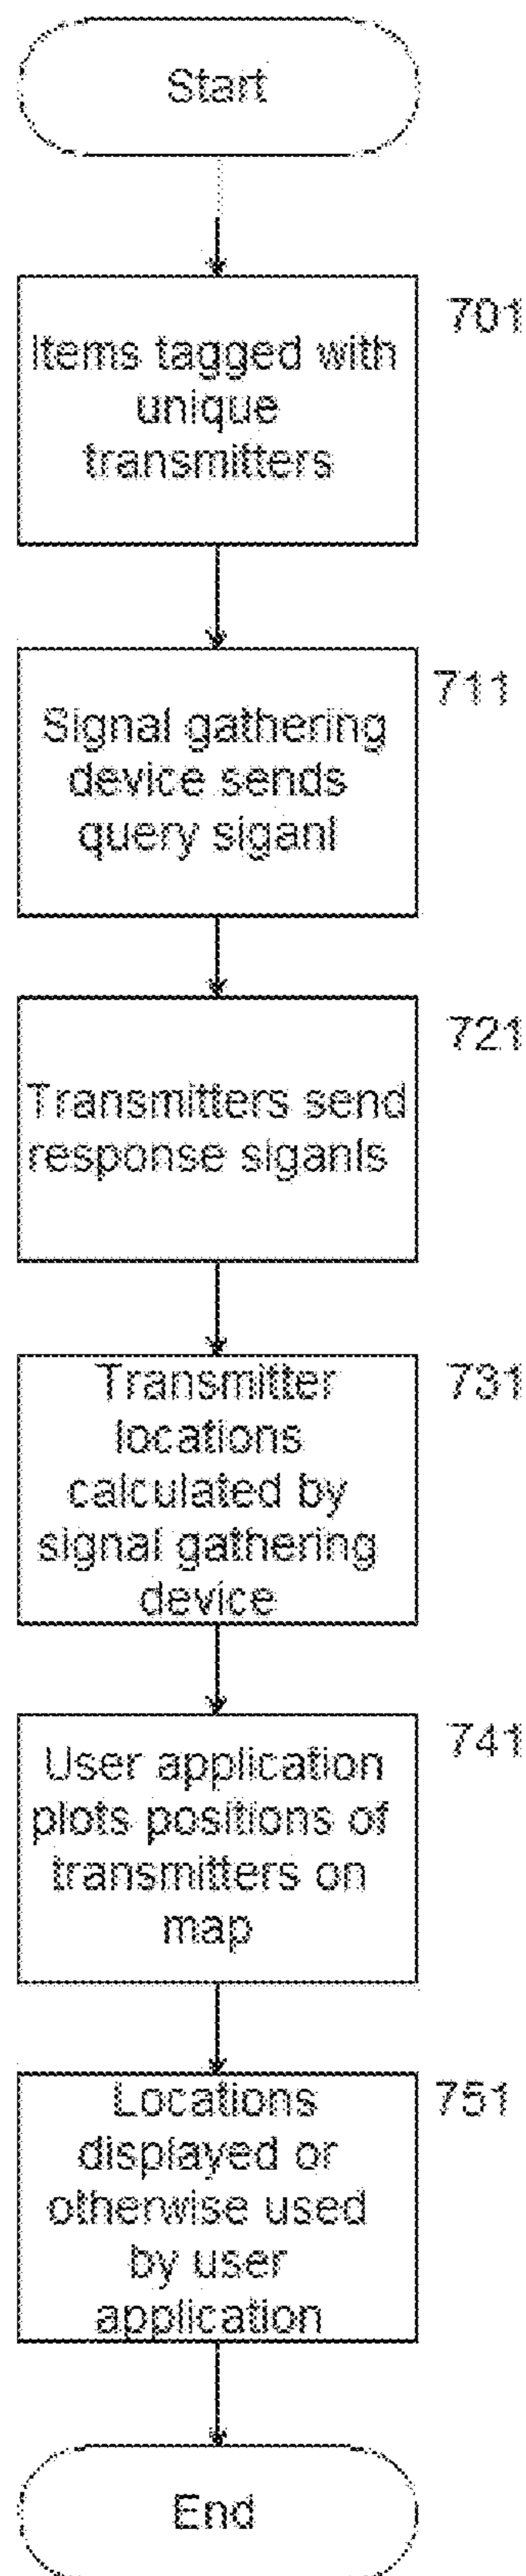 Start
701
Items tagged with
unique
transmitters
711
Signal gathering
device sends
query siganl
721
Transmitters send
response siganls
731
Transmitter
locations
calculated by
signal gathering
device
741
User application
plots positions of
transmitters on
map
751
Locations
displayed or
otherwise used
by user
application
End